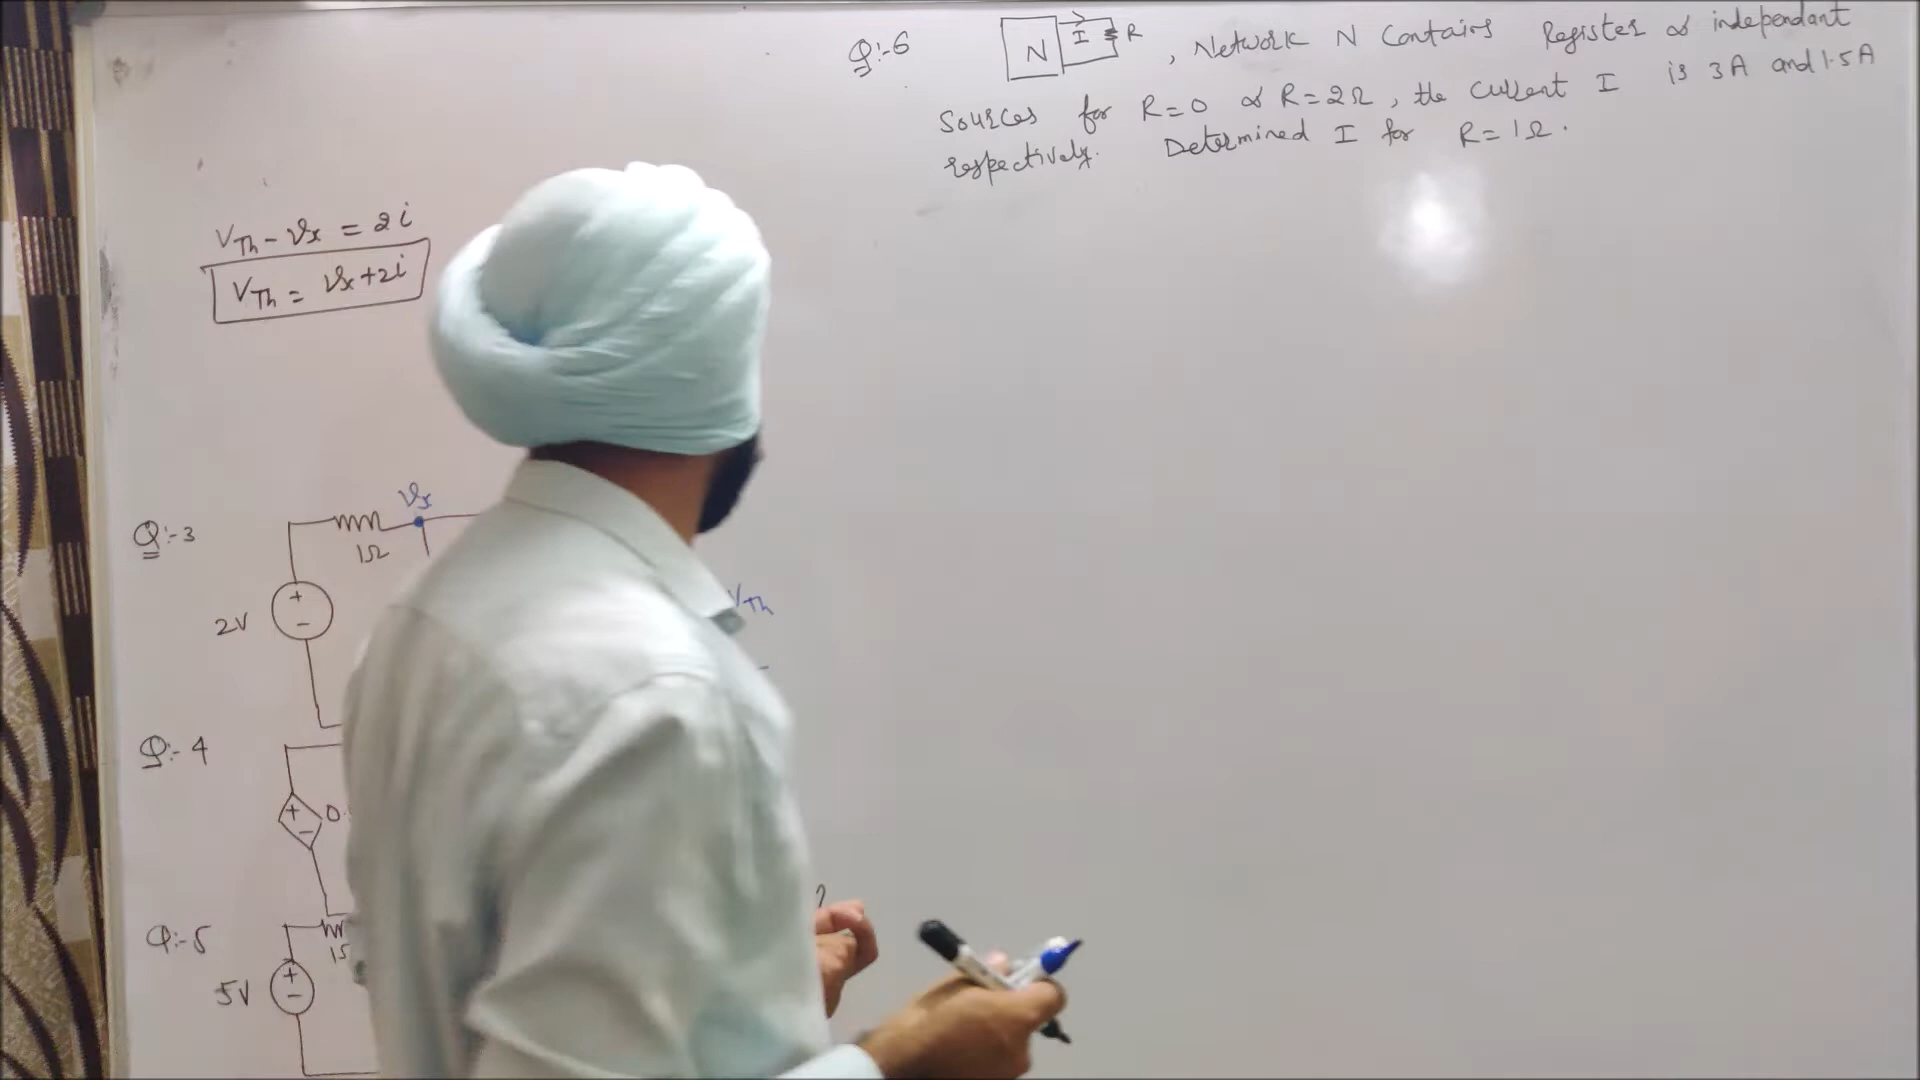 Q:-6 N I R , Network N Contains Register & independant
Sources for R=0 & R=2Ω, the current I is 3A and 1.5A
respectively. Determined I for R=1Ω.
VTh - Vx = 2i
VTh = Vx+2i
Q:-3
Vx
1Ω
2V
+
-
VTh
Q:-4
+
-
Q:-5
5V
+
-